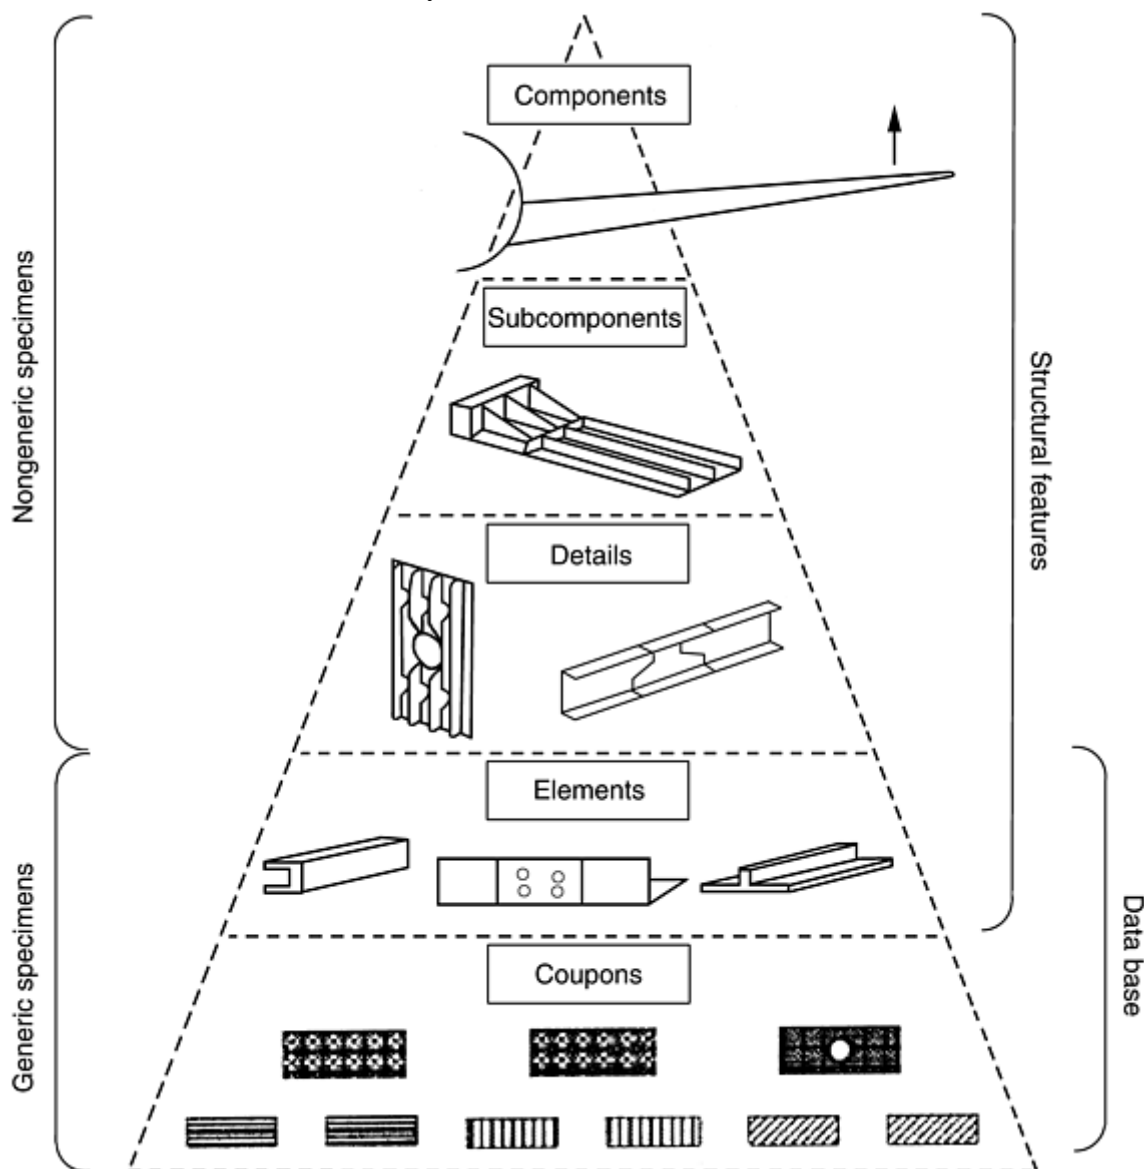 Components
Subcomponents
Nongeneric specimens
Structural features
Details
Elements
Data base
Generic specimens
Coupons